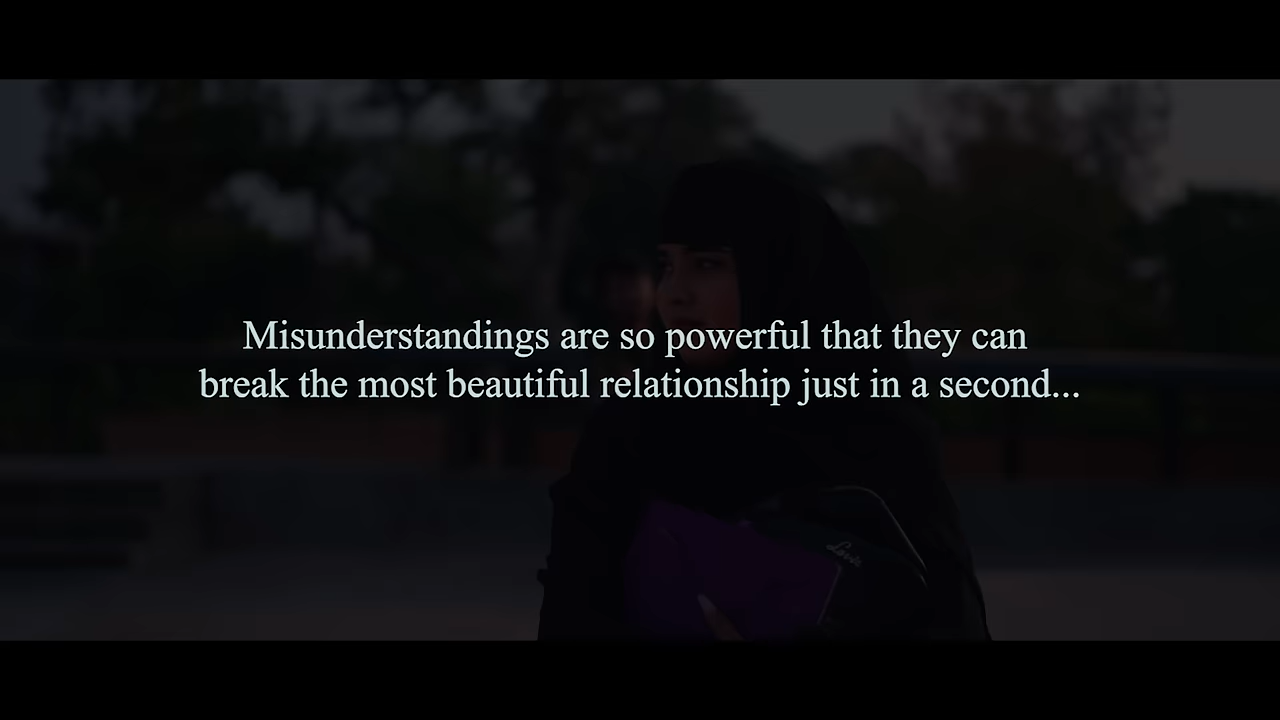 Misunderstandings are so powerful that they can
break the most beautiful relationship just in a second...